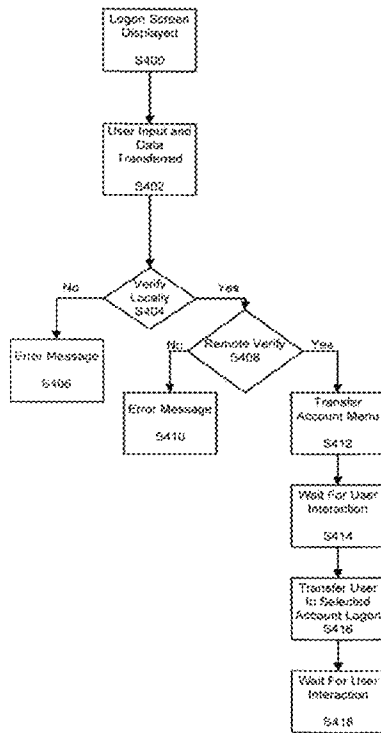 Logon Screen
Displayed
S400
User Input and
Data
Transferred
S402
Verify
Locally
S404
No
Yes
Error Message
S406
Remote Verify
S408
No
Yes
Error Message
S410
Transfer
Account Menu
S412
Wait For User
Interaction
S414
Transfer User
to Selected
Account Logon
S416
Wait For User
Interaction
S418